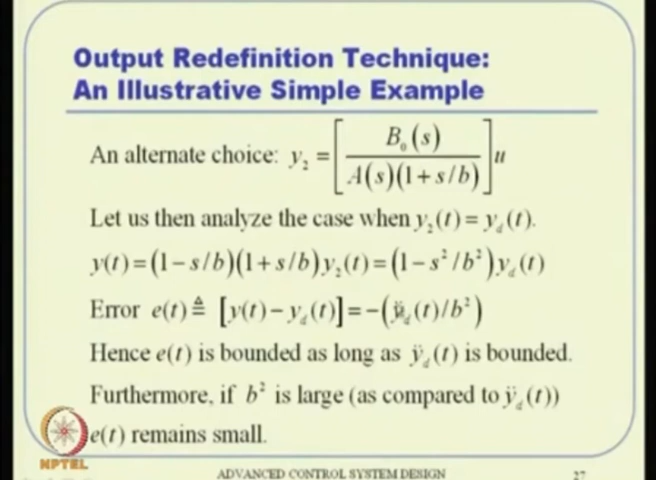 Output Redefinition Technique:
An Illustrative Simple Example
An alternate choice: y₂ = [B₀(s) / A(s)(1+s/b)] u
Let us then analyze the case when y₂(t) = y_d(t).
y(t) = (1−s/b)(1+s/b)y₂(t) = (1−s²/b²)y_d(t)
Error e(t) ≜ [y(t)−y_d(t)] = −(ÿ_d(t)/b²)
Hence e(t) is bounded as long as ÿ_d(t) is bounded.
Furthermore, if b² is large (as compared to ÿ_d(t))
e(t) remains small.
NPTEL
ADVANCED CONTROL SYSTEM DESIGN 27